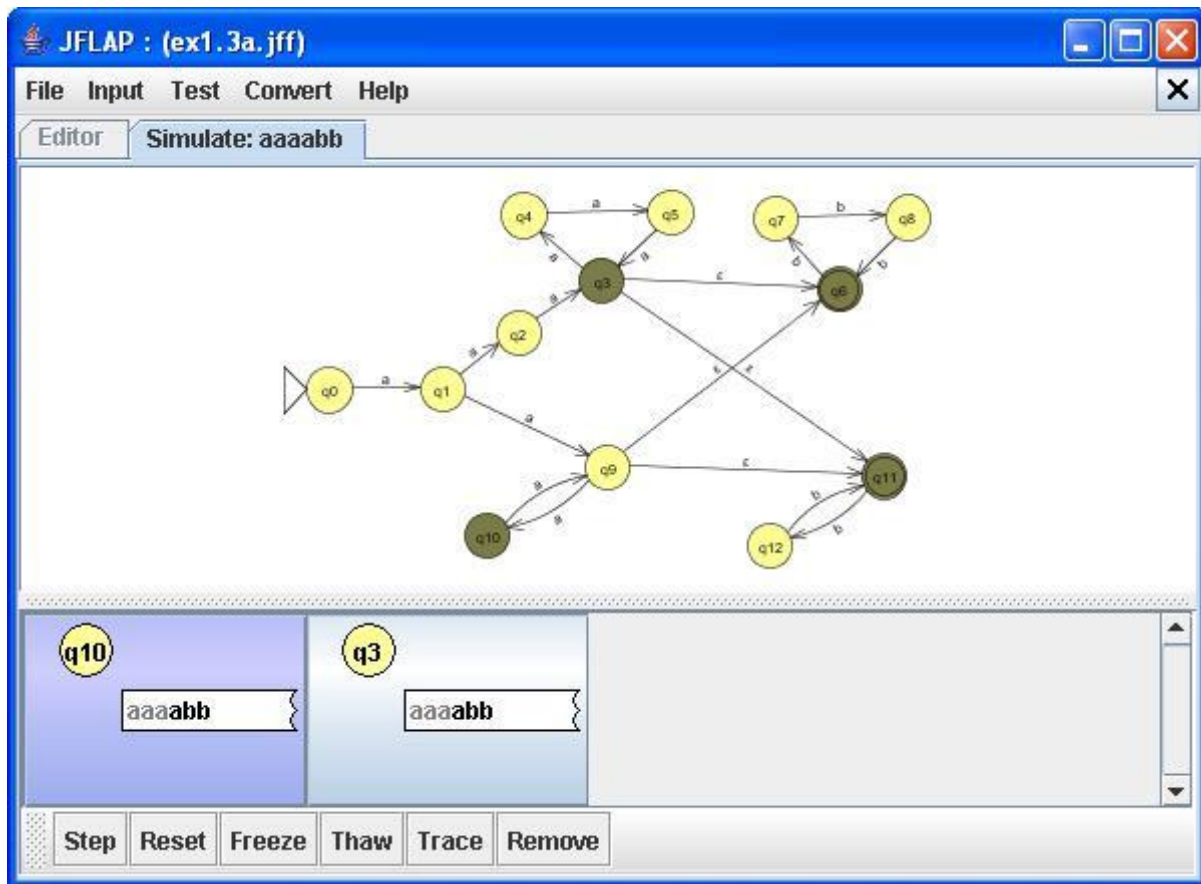 JFLAP : (ex1.3a.jff)
File Input Test Convert Help
Editor Simulate: aaaabb
q4 a q5 q7 b q8
a a b b
q3 ε q6
a
q2
a ε ε
q0 a q1
a
q9 ε q11
a a b b
q10 q12
q10 q3
aaaabb aaaabb
Step Reset Freeze Thaw Trace Remove